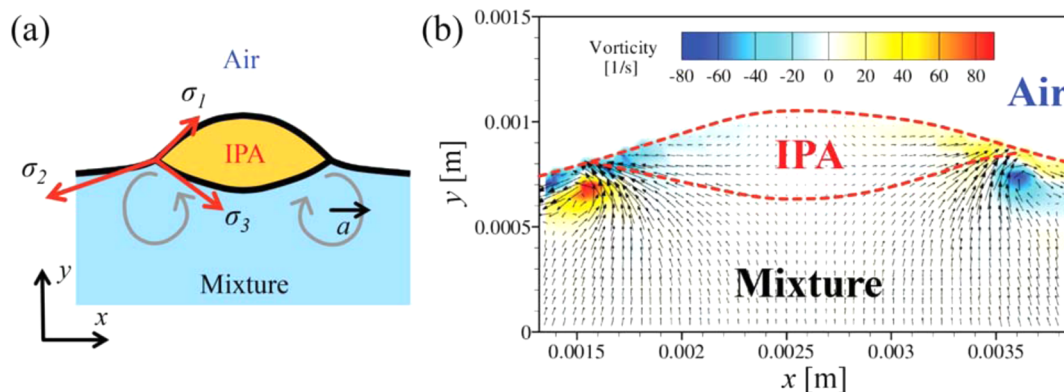 (a)
Air
σ1
IPA
σ2
σ3
a
Mixture
y
x
(b)
0.0015
Vorticity
[1/s]
-80 -60 -40 -20 0 20 40 60 80
Air
0.001
IPA
y [m]
0.0005
Mixture
0
0.0015 0.002 0.0025 0.003 0.0035
x [m]